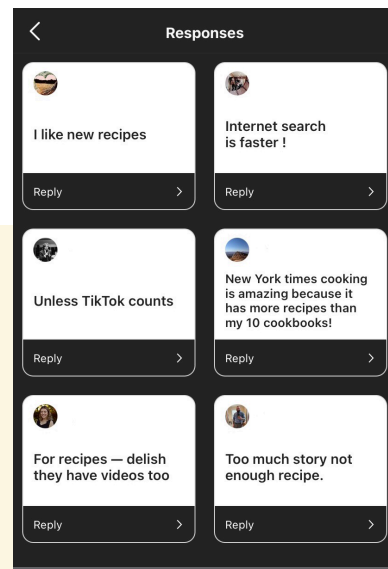 Responses
I like new recipes
Reply
Internet search
is faster !
Reply
Unless TikTok counts
Reply
New York times cooking
is amazing because it
has more recipes than
my 10 cookbooks!
Reply
For recipes — delish
they have videos too
Reply
Too much story not
enough recipe.
Reply